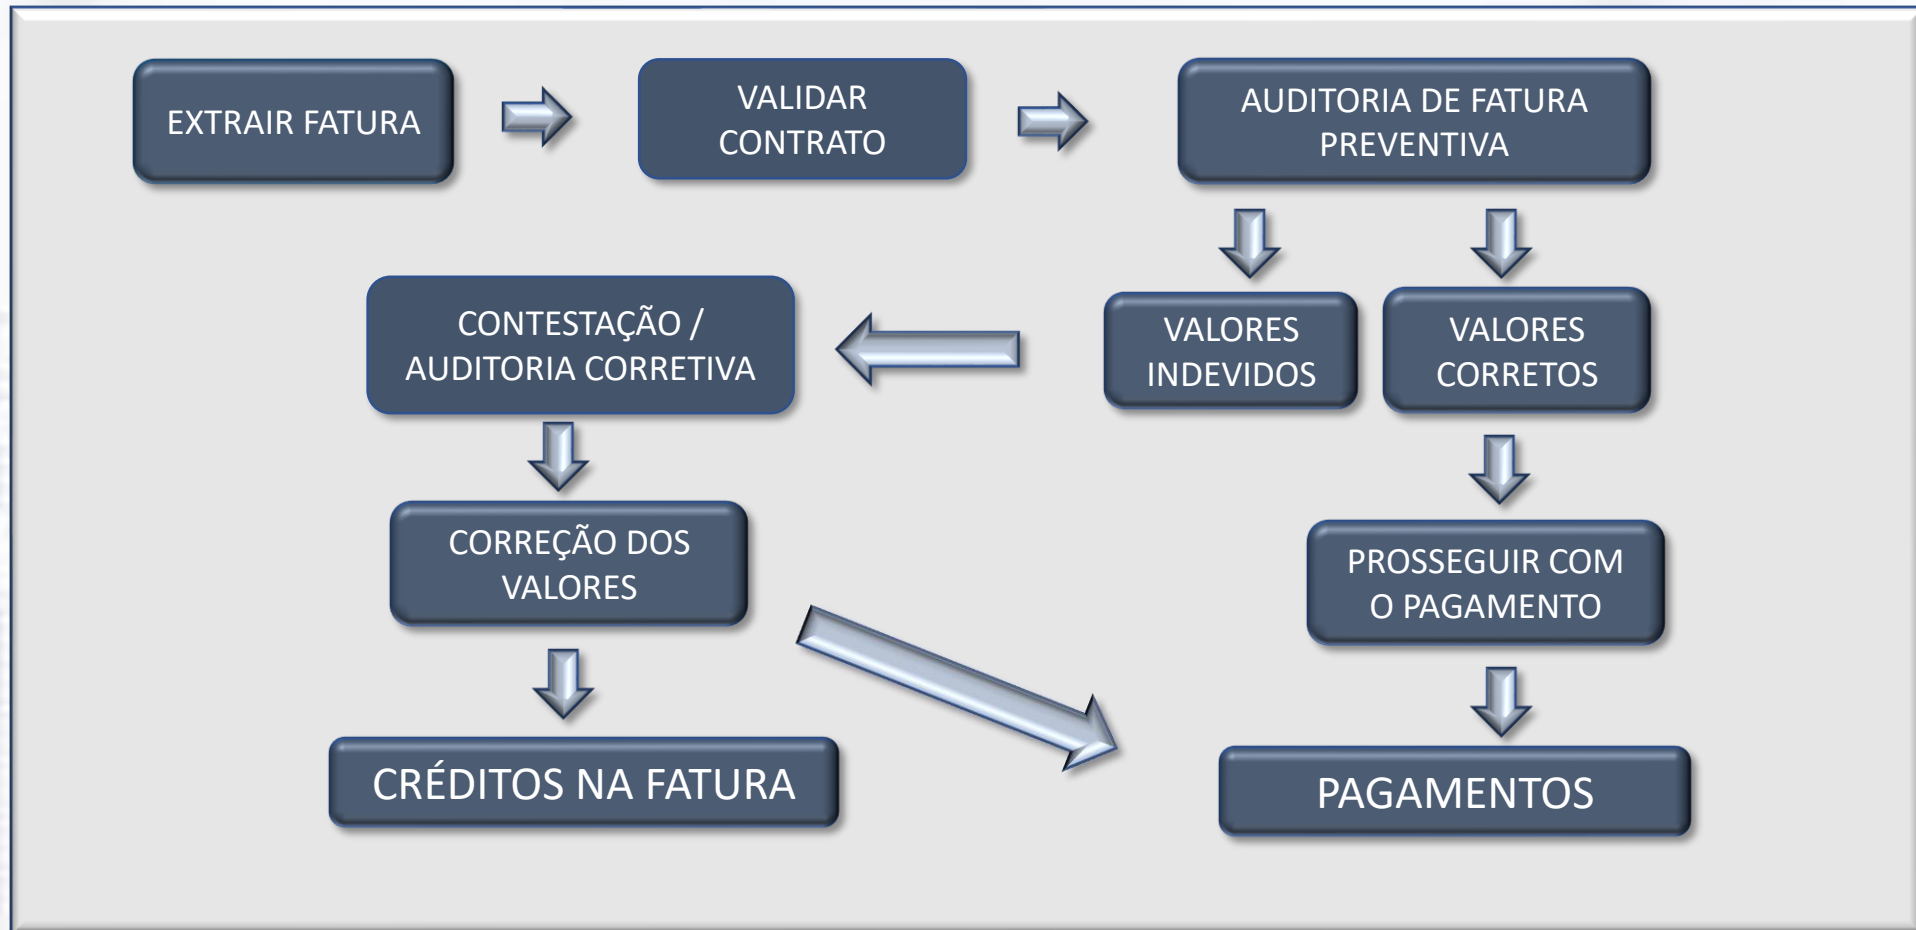 EXTRAIR FATURA
VALIDAR
CONTRATO
AUDITORIA DE FATURA
PREVENTIVA
CONTESTAÇÃO /
AUDITORIA CORRETIVA
VALORES
INDEVIDOS
VALORES
CORRETOS
CORREÇÃO DOS
VALORES
PROSSEGUIR COM
O PAGAMENTO
CRÉDITOS NA FATURA
PAGAMENTOS